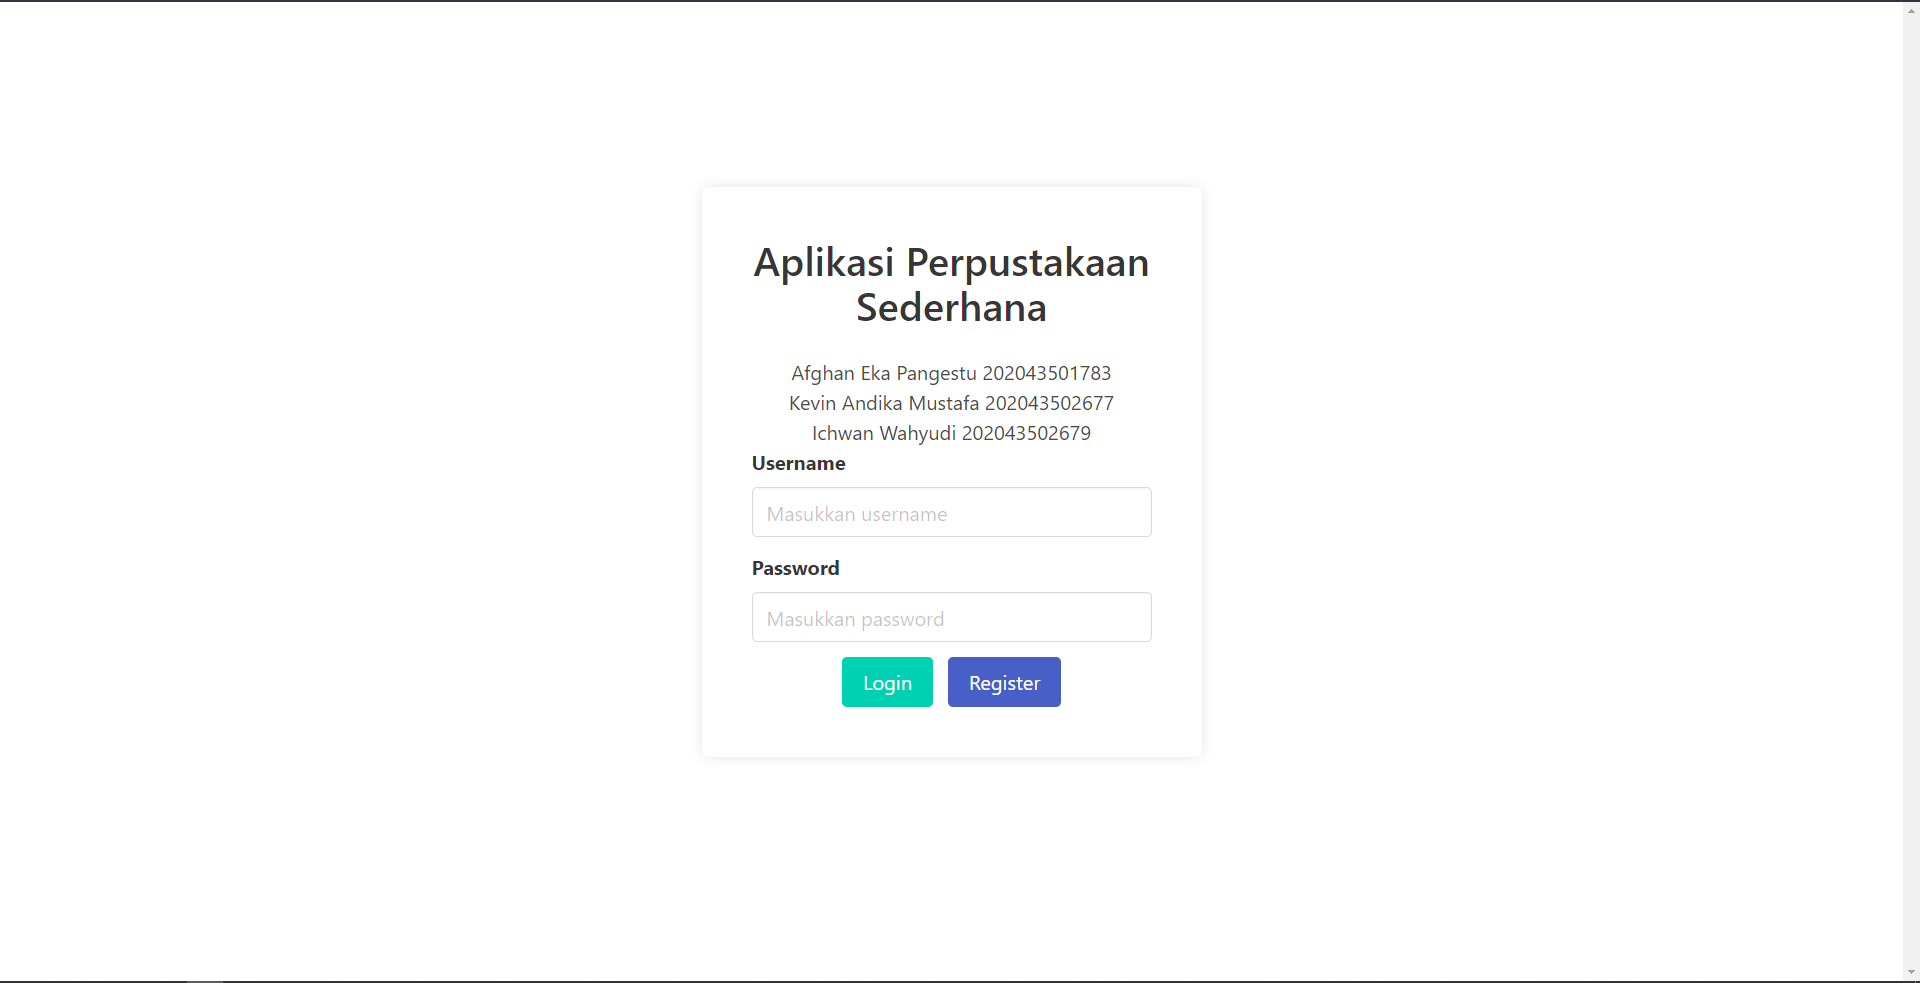 Aplikasi Perpustakaan
Sederhana
Afghan Eka Pangestu 202043501783
Kevin Andika Mustafa 202043502677
Ichwan Wahyudi 202043502679
Username
Masukkan username
Password
Masukkan password
Login Register